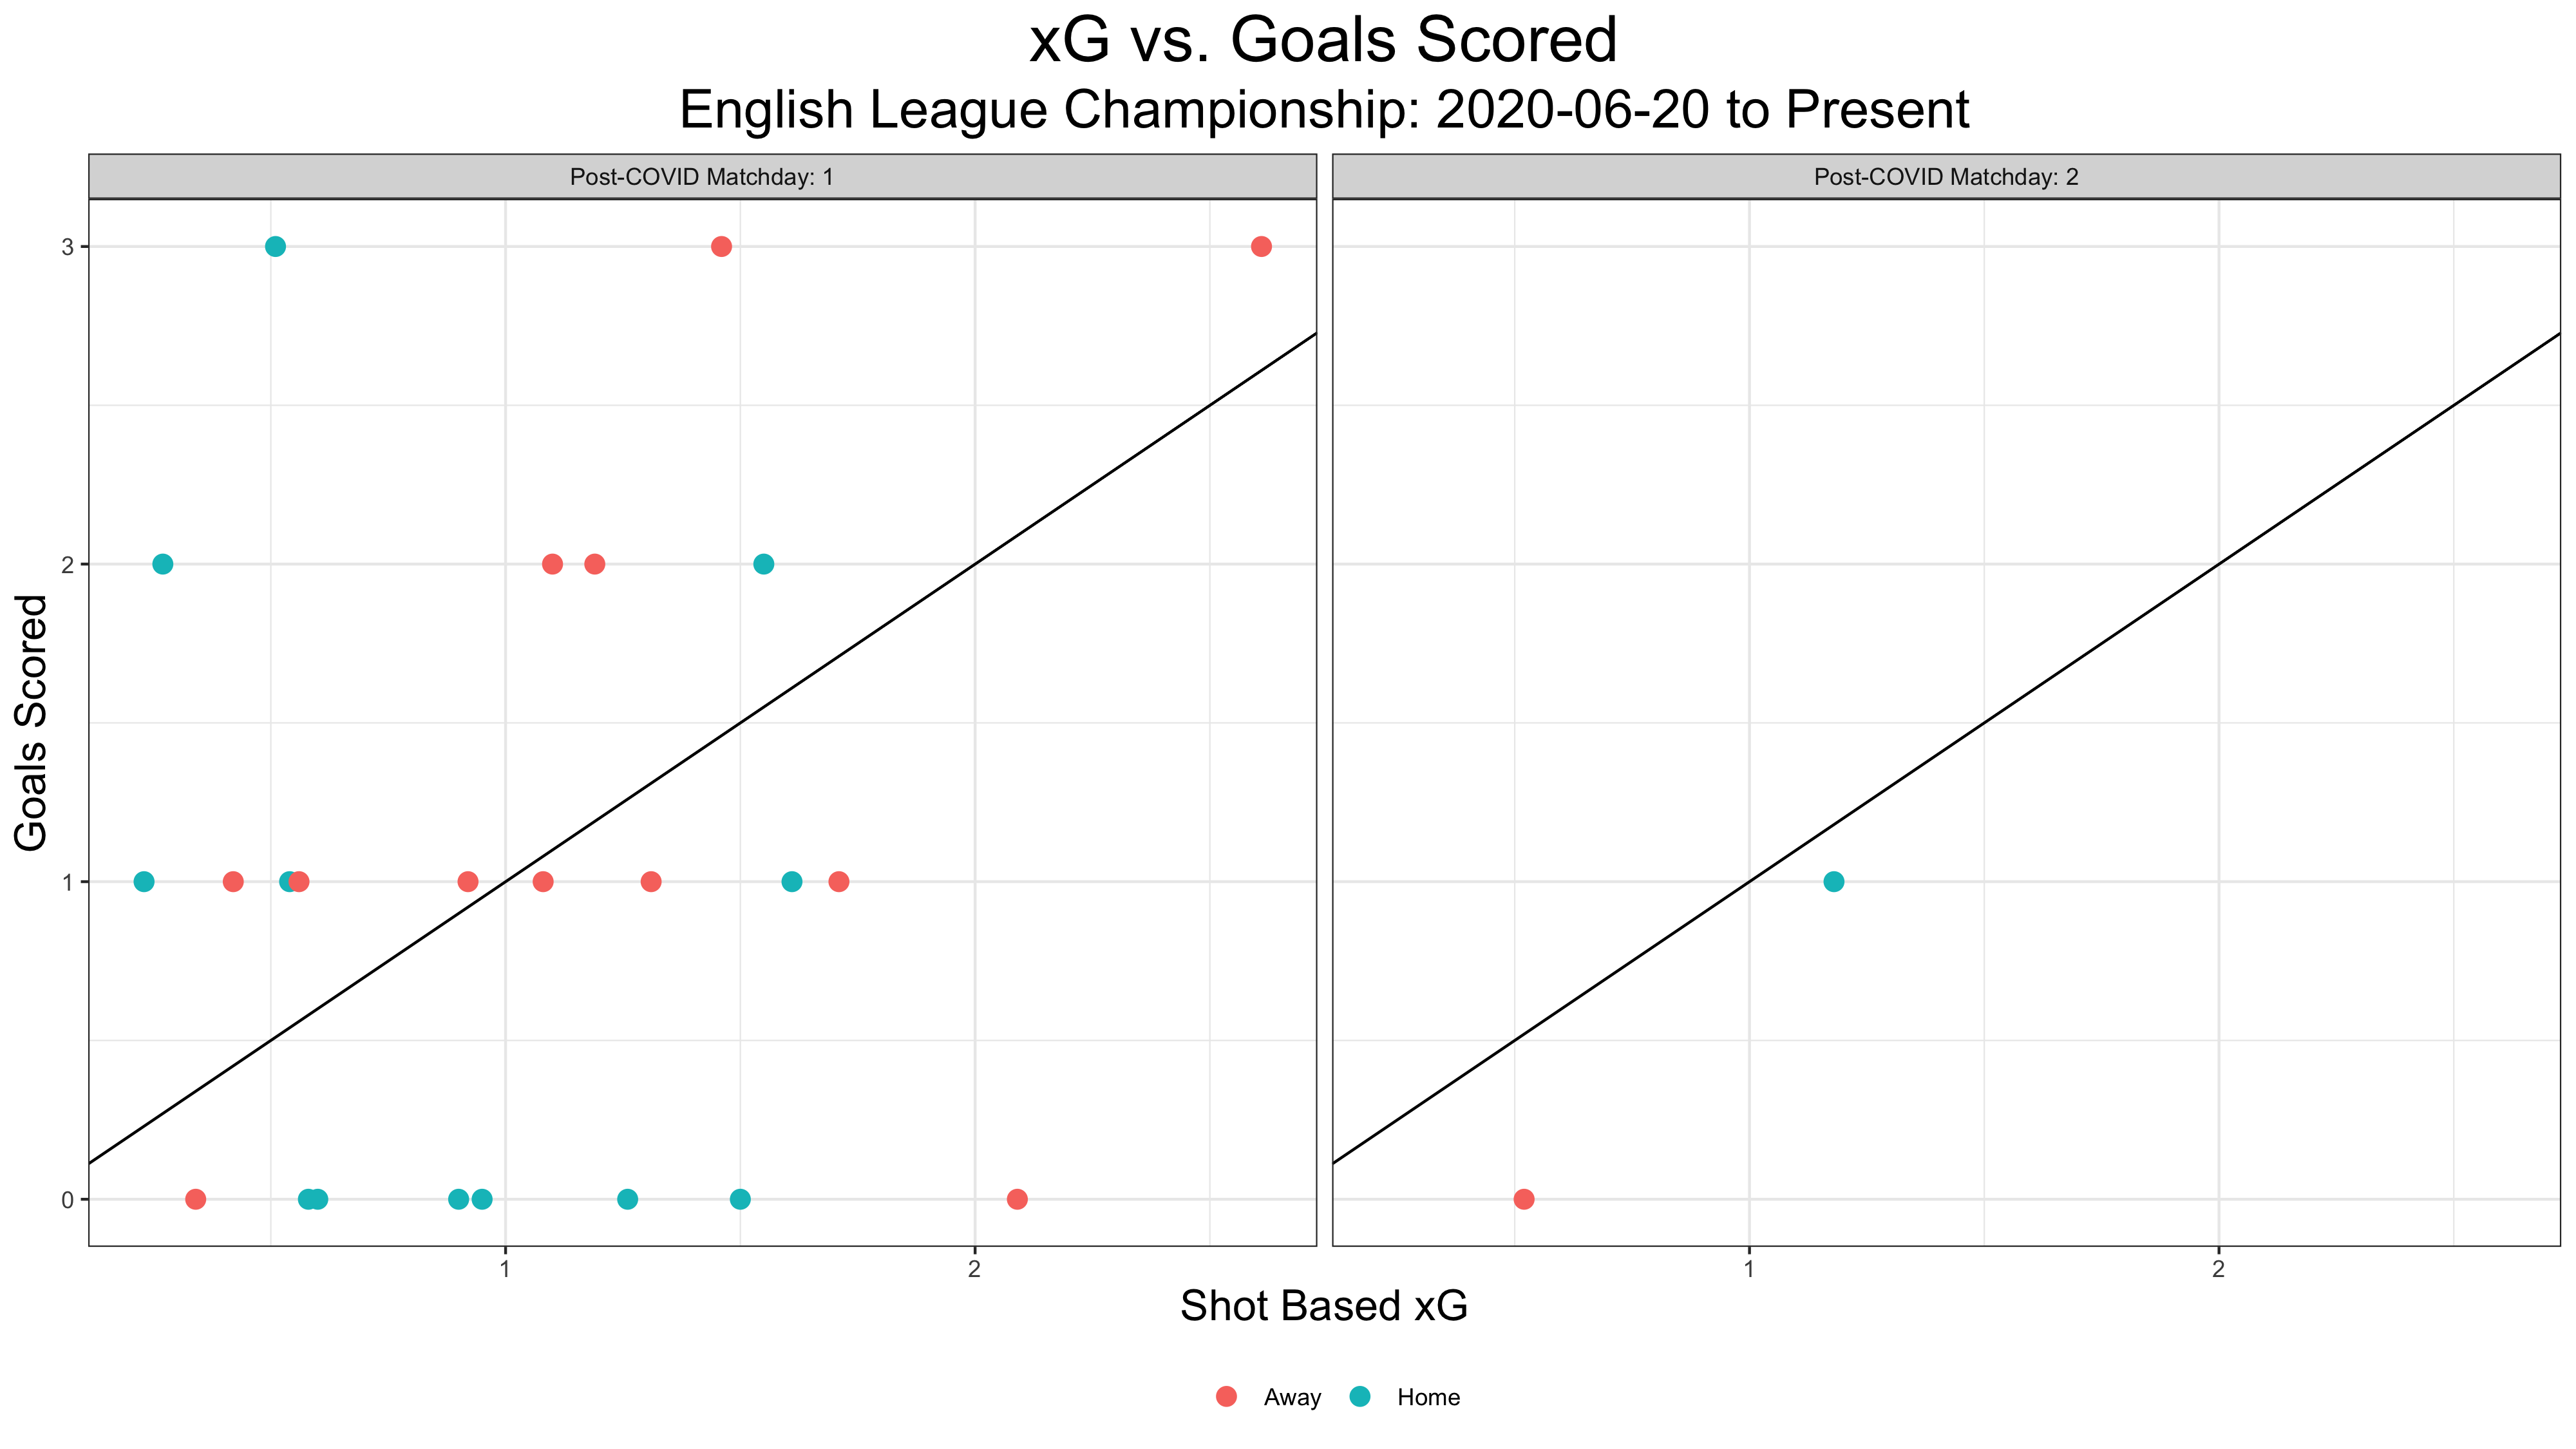 xG vs. Goals Scored
English League Championship: 2020-06-20 to Present
Post-COVID Matchday: 1
Post-COVID Matchday: 2
Goals Scored
3
2
1
0
1
2
1
2
Shot Based xG
Away
Home